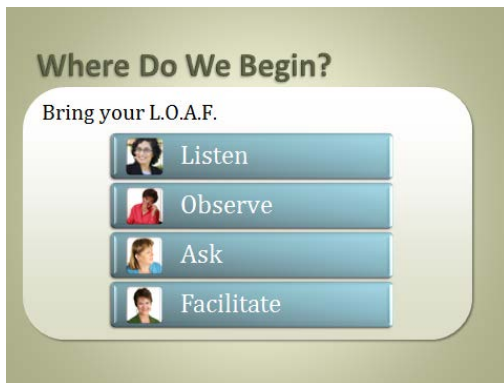 Where Do We Begin?
Bring your L.O.A.F.
Listen
Observe
Ask
Facilitate